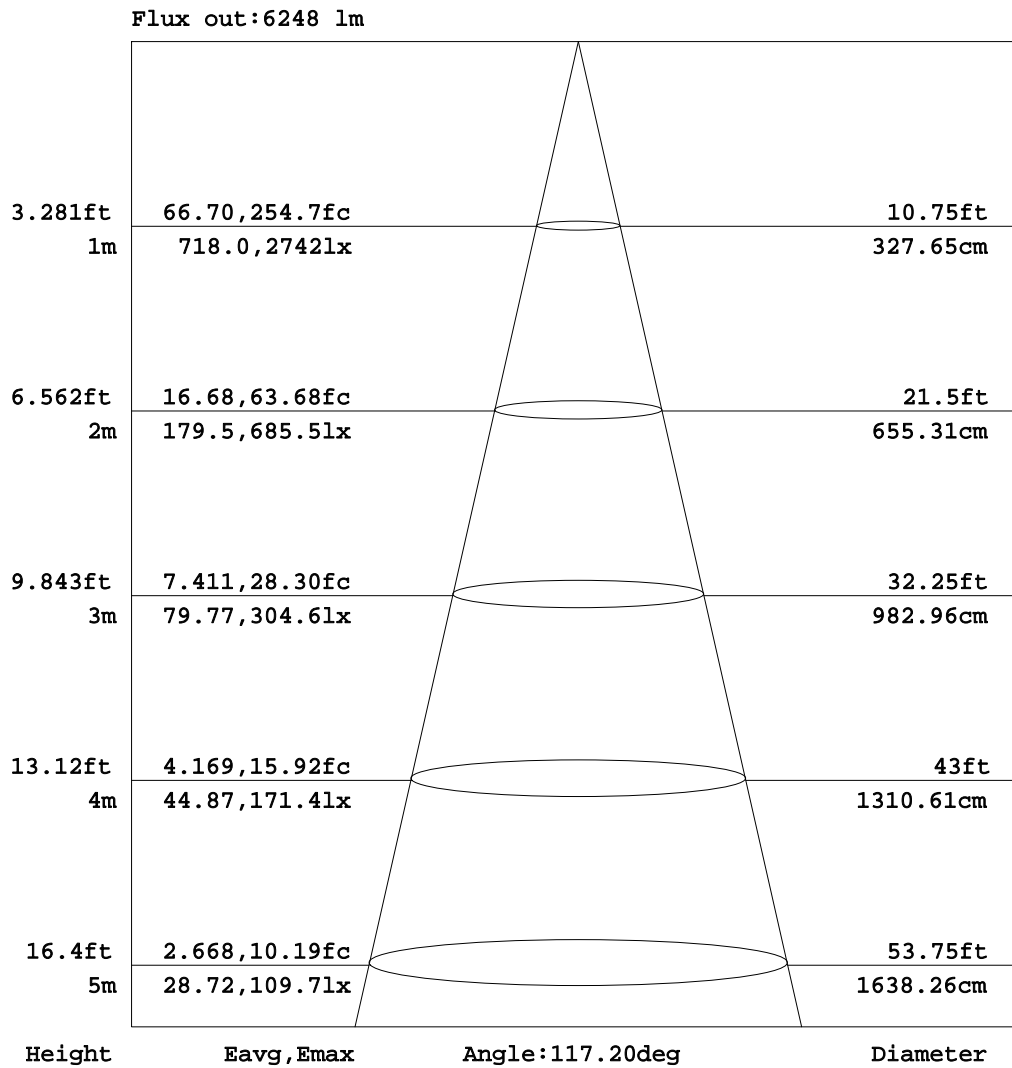 Flux out:6248 lm
3.281ft 66.70,254.7fc 10.75ft
1m 718.0,2742lx 327.65cm
6.562ft 16.68,63.68fc 21.5ft
2m 179.5,685.5lx 655.31cm
9.843ft 7.411,28.30fc 32.25ft
3m 79.77,304.6lx 982.96cm
13.12ft 4.169,15.92fc 43ft
4m 44.87,171.4lx 1310.61cm
16.4ft 2.668,10.19fc 53.75ft
5m 28.72,109.7lx 1638.26cm
Height Eavg,Emax Angle:117.20deg Diameter